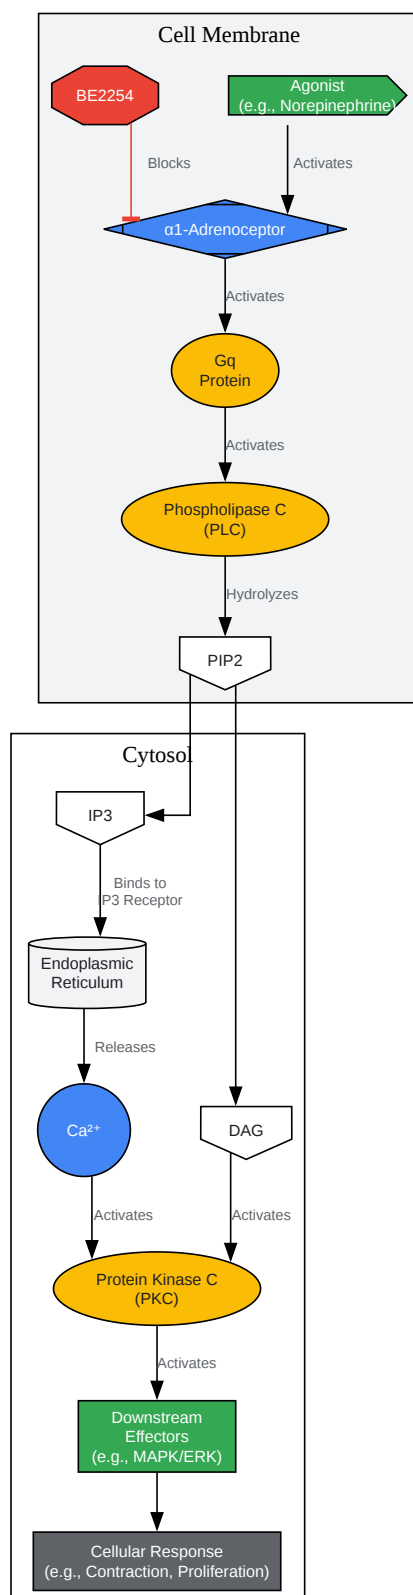 Cell Membrane
BE2254
Agonist
(e.g., Norepinephrine)
Blocks
Activates
α1-Adrenoceptor
Activates
Gq
Protein
Activates
Phospholipase C
(PLC)
Hydrolyzes
PIP2
Cytosol
IP3
Binds to
IP3 Receptor
Endoplasmic
Reticulum
Releases
Ca²⁺
DAG
Activates
Activates
Protein Kinase C
(PKC)
Activates
Downstream
Effectors
(e.g., MAPK/ERK)
Cellular Response
(e.g., Contraction, Proliferation)